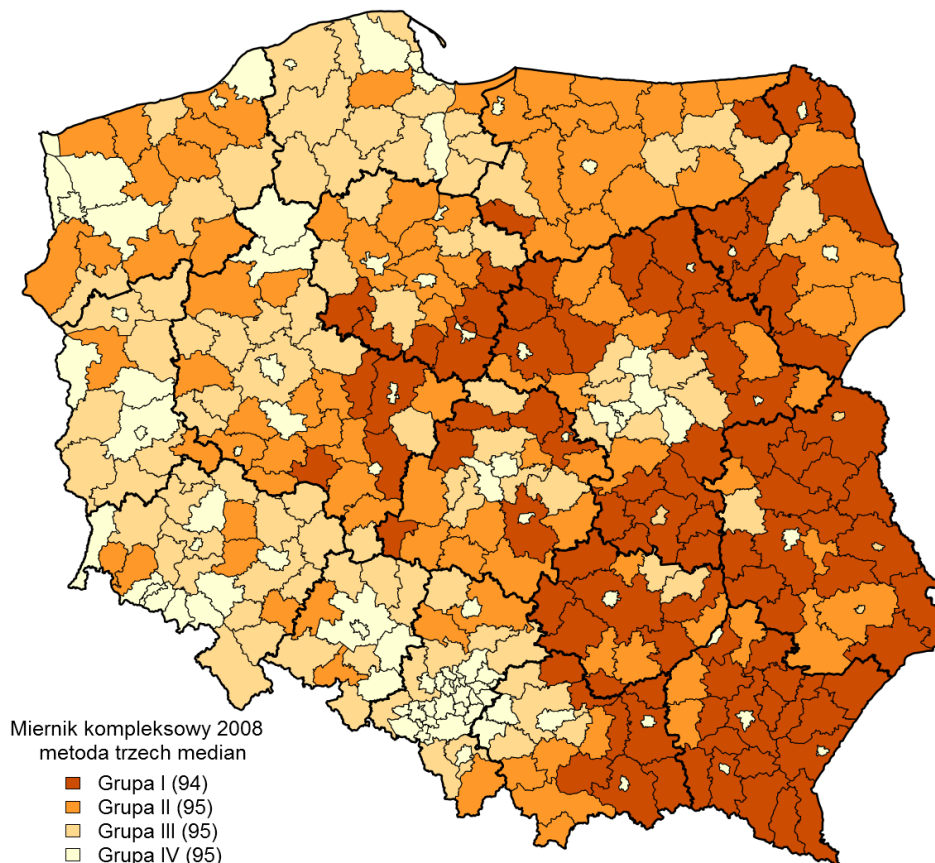 Miernik kompleksowy 2008
metoda trzech median
Grupa I (94)
Grupa II (95)
Grupa III (95)
Grupa IV (95)